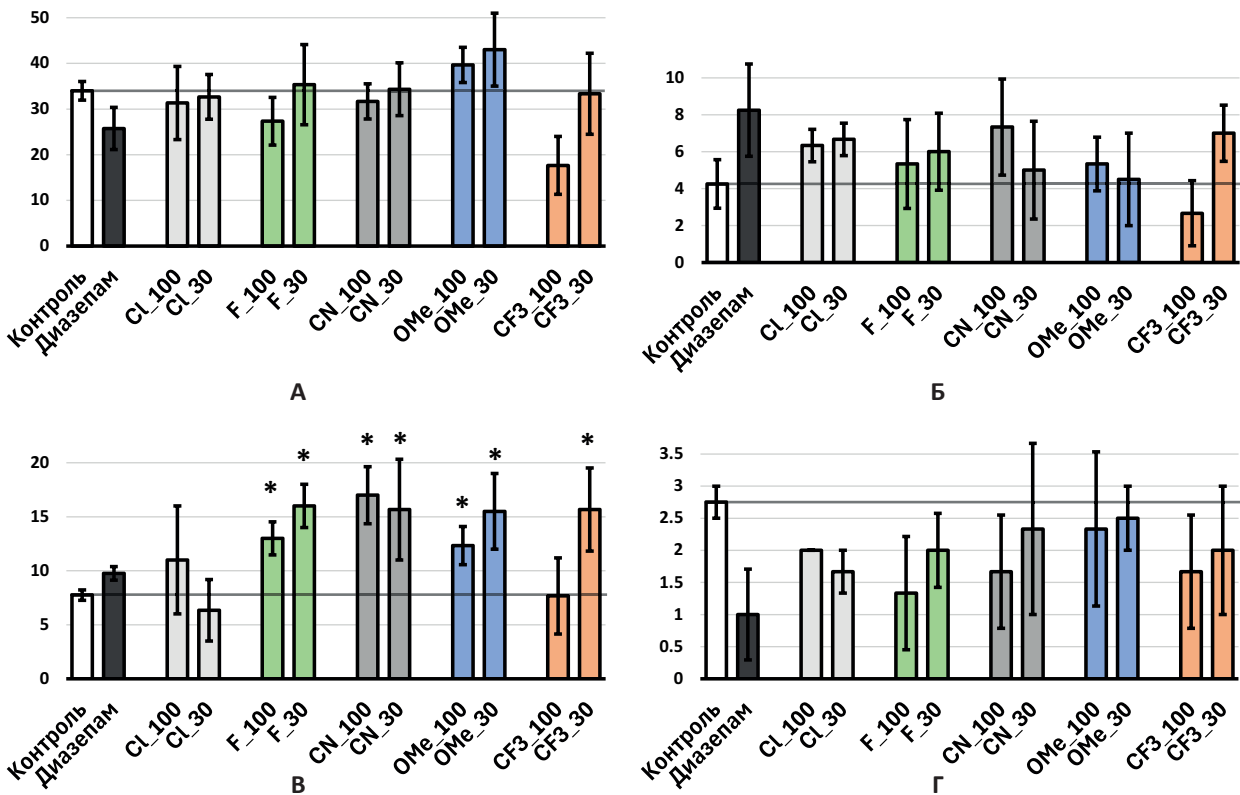 50
40
30
20
10
0
Контроль
Диазепам
Cl_100
Cl_30
F_100
F_30
CN_100
CN_30
OMe_100
OMe_30
CF3_100
CF3_30
А
10
8
6
4
2
0
Контроль
Диазепам
Cl_100
Cl_30
F_100
F_30
CN_100
CN_30
OMe_100
OMe_30
CF3_100
CF3_30
Б
20
15
10
5
0
* * * * * * *
Контроль
Диазепам
Cl_100
Cl_30
F_100
F_30
CN_100
CN_30
OMe_100
OMe_30
CF3_100
CF3_30
В
3.5
3
2.5
2
1.5
1
0.5
0
Контроль
Диазепам
Cl_100
Cl_30
F_100
F_30
CN_100
CN_30
OMe_100
OMe_30
CF3_100
CF3_30
Г